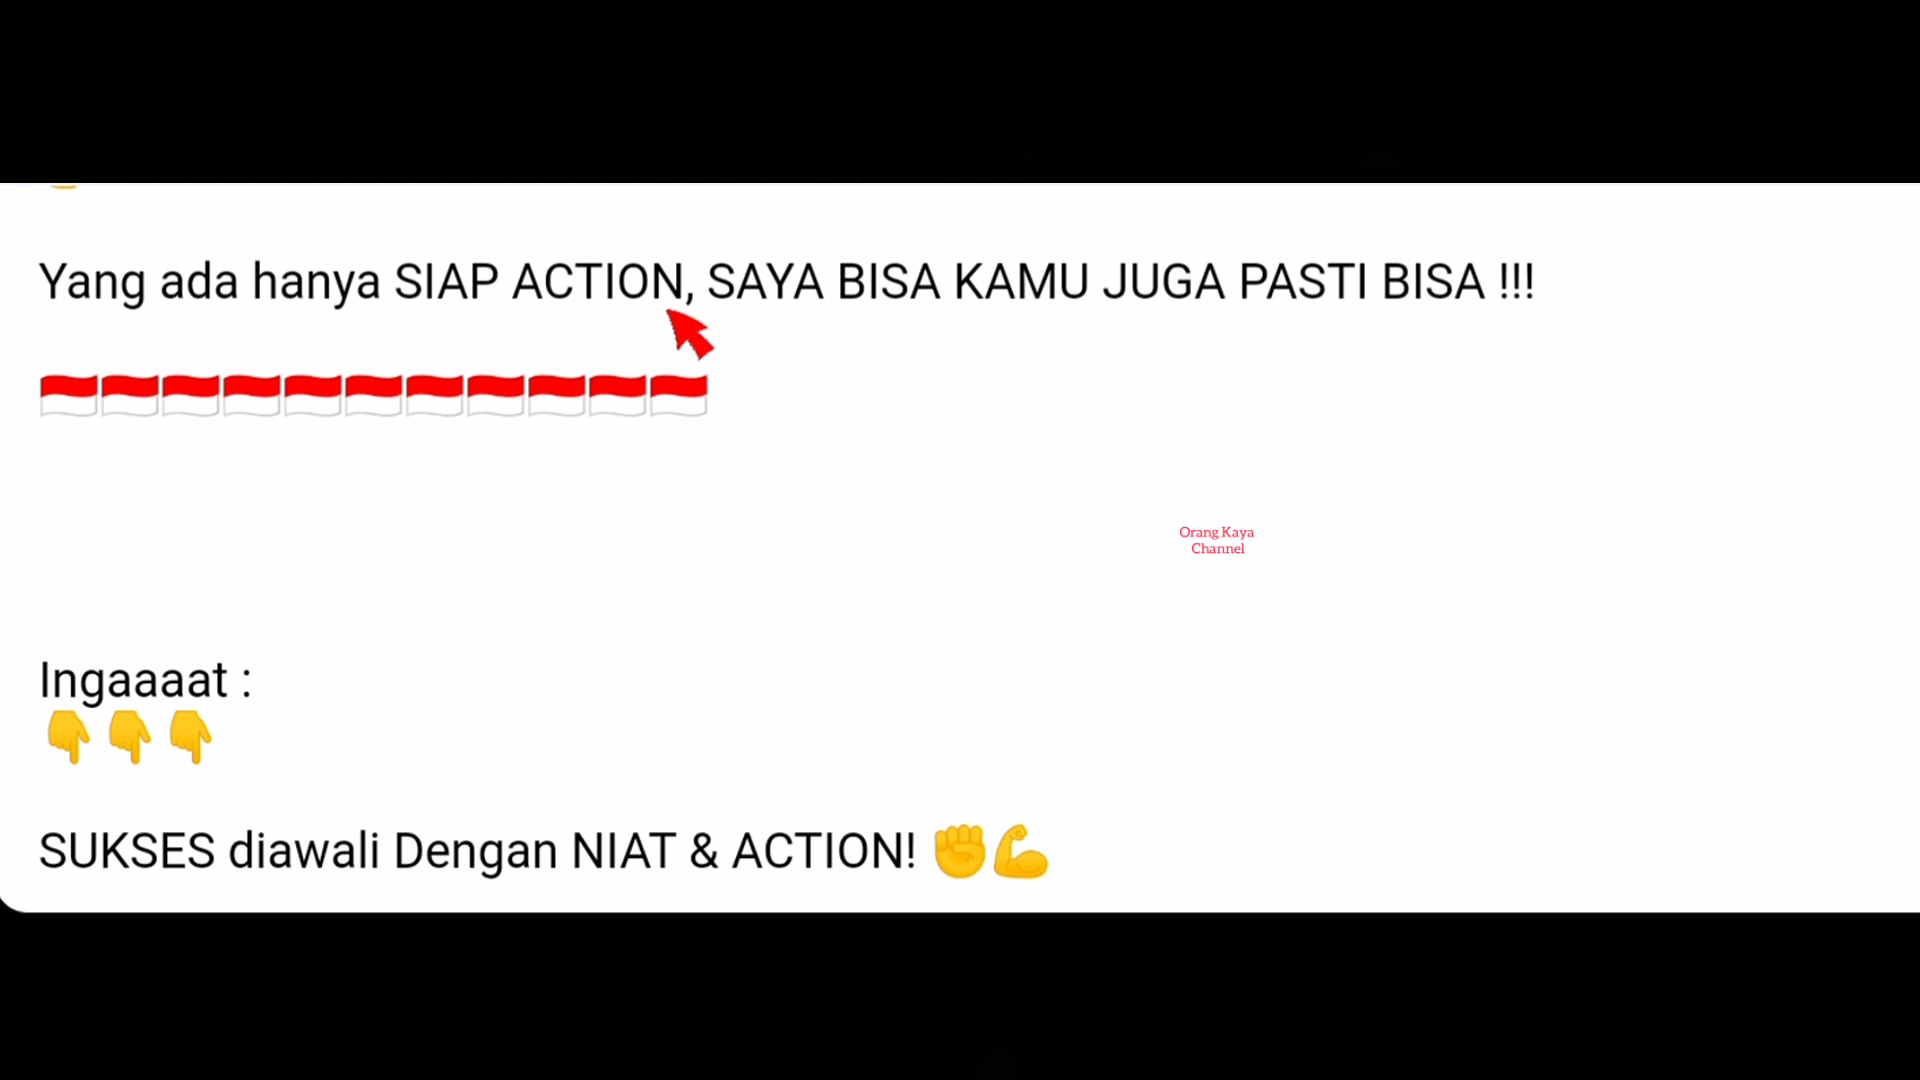 Yang ada hanya SIAP ACTION, SAYA BISA KAMU JUGA PASTI BISA !!!
🇮🇩🇮🇩🇮🇩🇮🇩🇮🇩🇮🇩🇮🇩🇮🇩🇮🇩🇮🇩🇮🇩
Orang Kaya
Channel
Ingaaaat :
👇👇👇
SUKSES diawali Dengan NIAT & ACTION! ✊💪